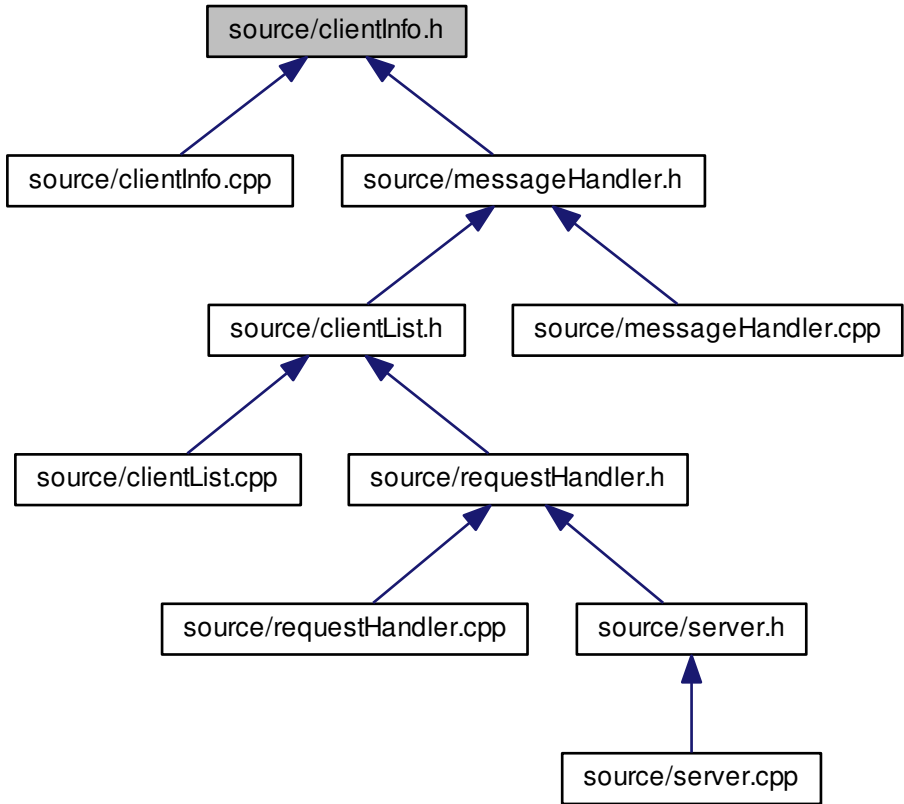 source/clientInfo.h
source/clientInfo.cpp
source/messageHandler.h
source/clientList.h
source/messageHandler.cpp
source/clientList.cpp
source/requestHandler.h
source/requestHandler.cpp
source/server.h
source/server.cpp